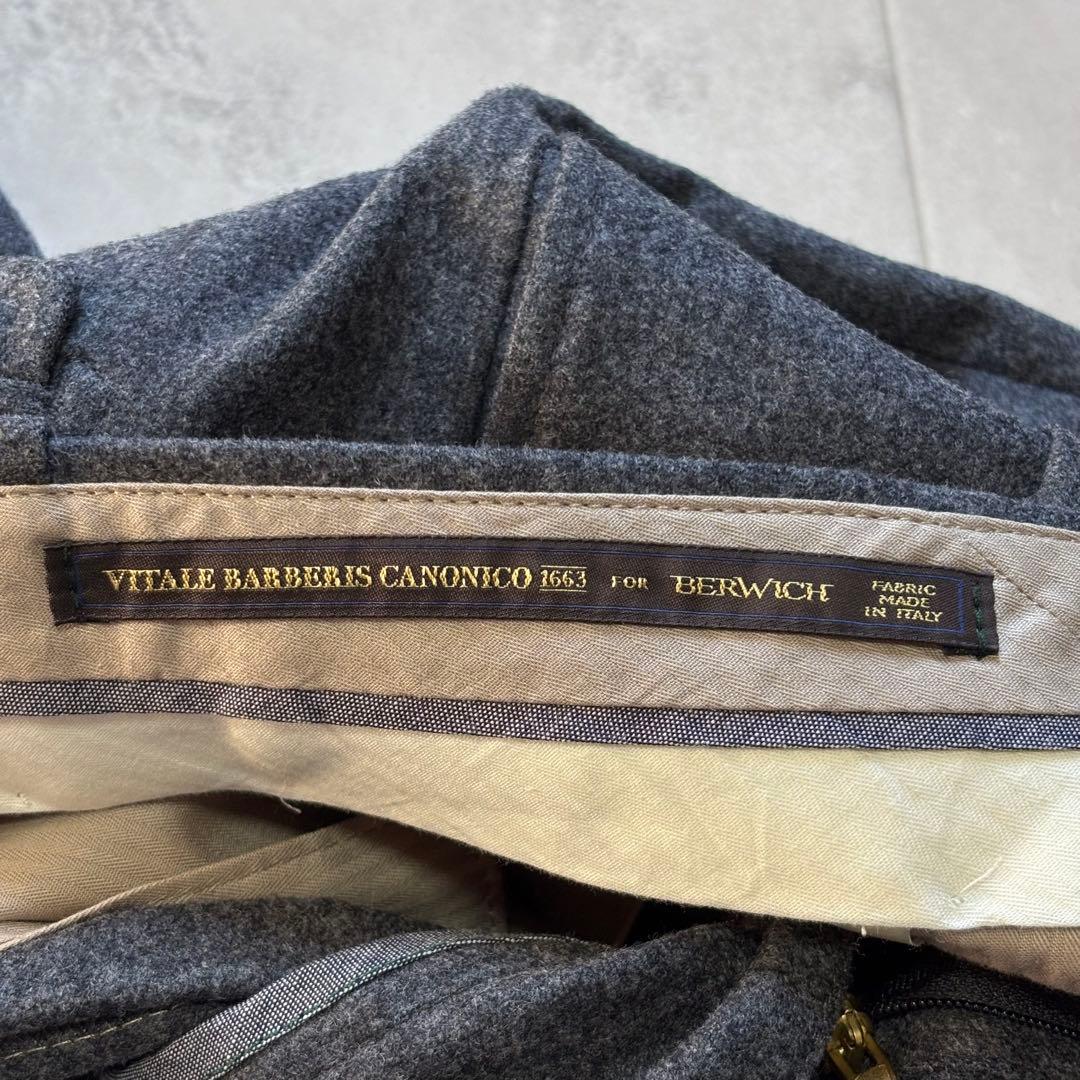 VITALE BARBERIS CANONICO 1663 FOR BERWICH
FABRIC
MADE
IN ITALY